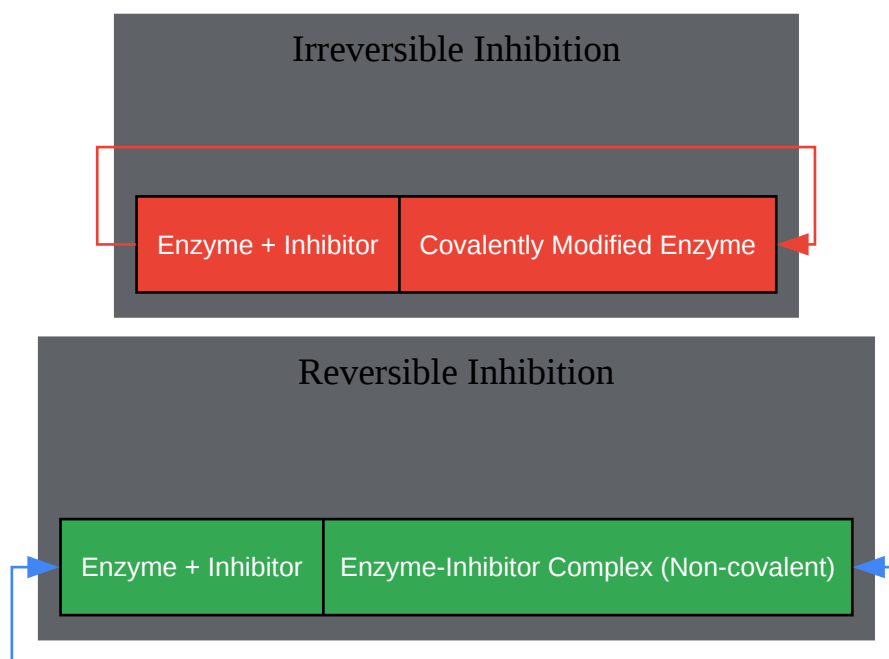 Irreversible Inhibition
Enzyme + Inhibitor Covalently Modified Enzyme
Reversible Inhibition
Enzyme + Inhibitor Enzyme-Inhibitor Complex (Non-covalent)